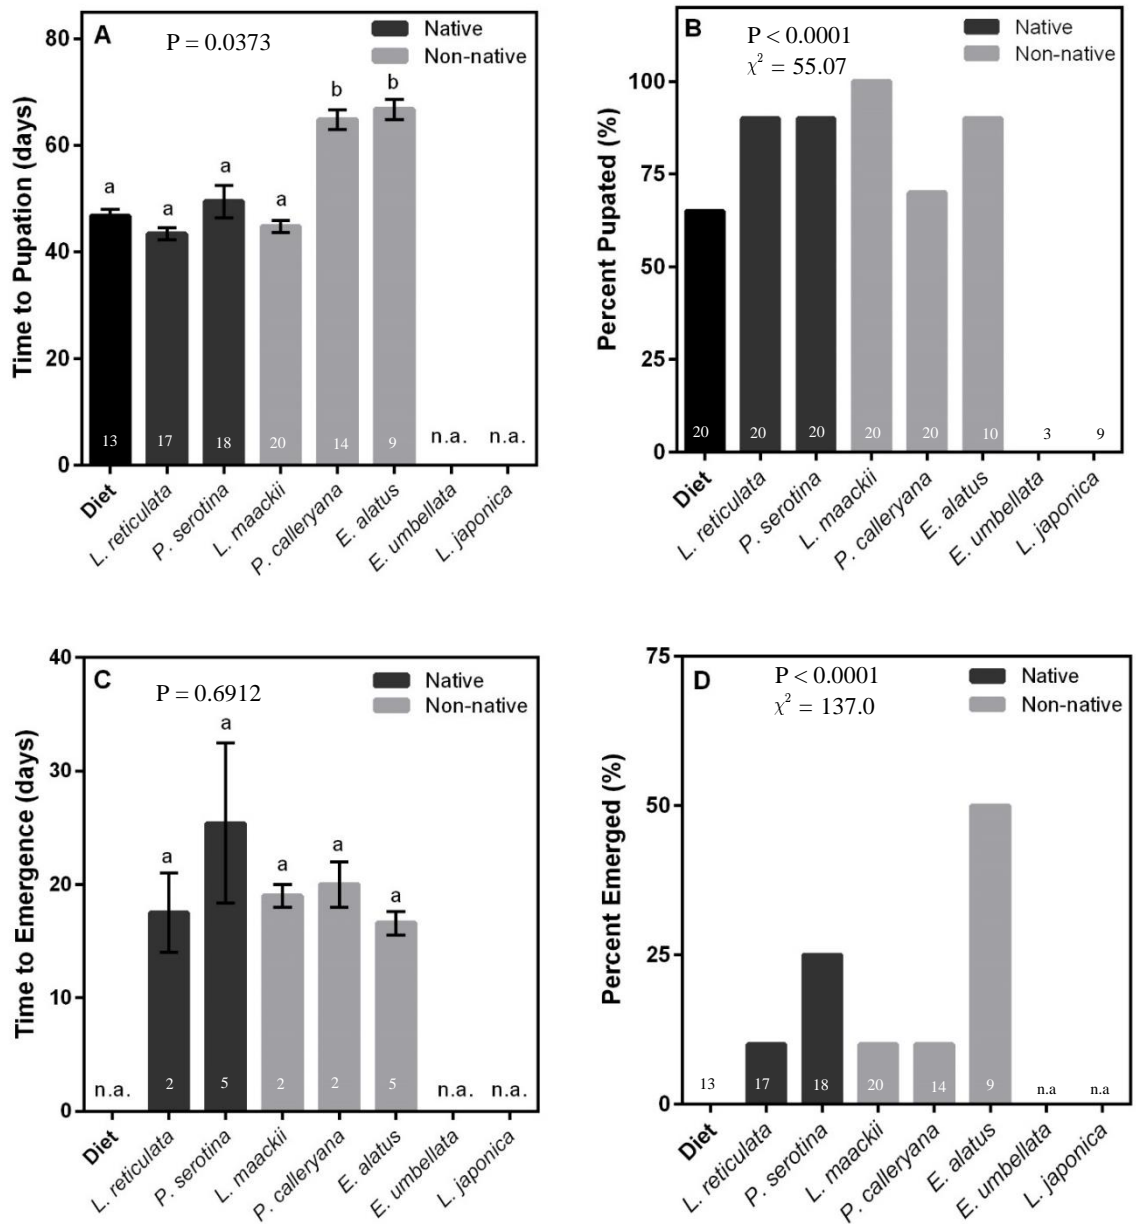 A
P = 0.0373
Native
Non-native
Time to Pupation (days)
80
60
40
20
0
a
a
a
a
b
b
13
17
18
20
14
9
n.a.
n.a.
Diet
L. reticulata
P. serotina
L. maackii
P. calleryana
E. alatus
E. umbellata
L. japonica
B
P < 0.0001
χ² = 55.07
Native
Non-native
Percent Pupated (%)
100
75
50
25
0
20
20
20
20
20
10
3
9
Diet
L. reticulata
P. serotina
L. maackii
P. calleryana
E. alatus
E. umbellata
L. japonica
C
P = 0.6912
Native
Non-native
Time to Emergence (days)
40
30
20
10
0
a
a
a
a
a
n.a.
2
5
2
2
5
n.a.
n.a.
Diet
L. reticulata
P. serotina
L. maackii
P. calleryana
E. alatus
E. umbellata
L. japonica
D
P < 0.0001
χ² = 137.0
Native
Non-native
Percent Emerged (%)
75
50
25
0
13
17
18
20
14
9
n.a
n.a
Diet
L. reticulata
P. serotina
L. maackii
P. calleryana
E. alatus
E. umbellata
L. japonica